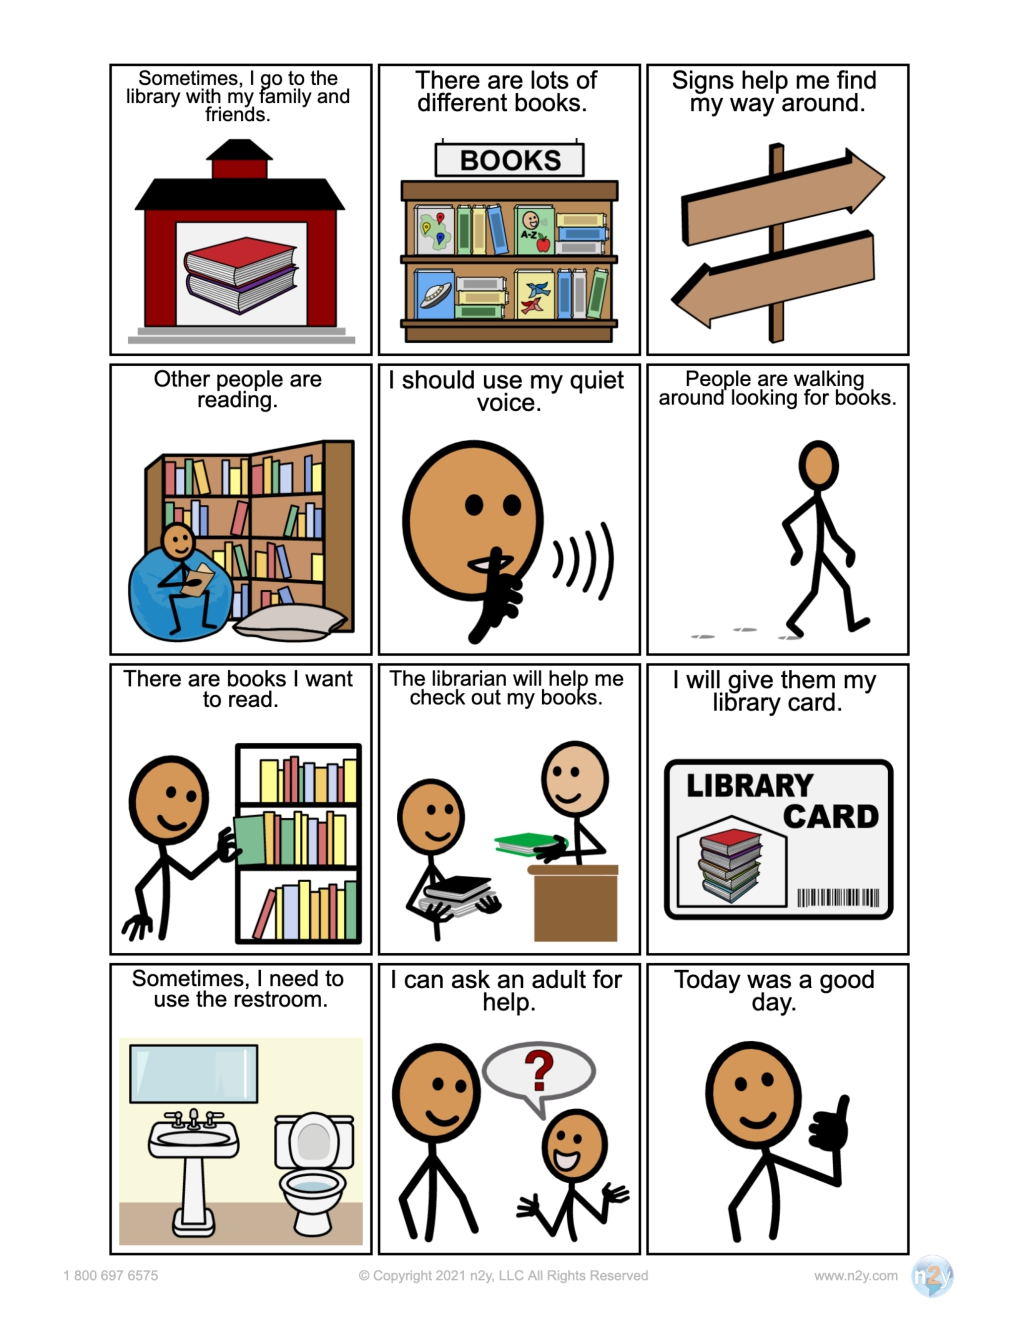 Sometimes, I go to the
library with my family and
friends.
There are lots of
different books.
BOOKS
A-Z
Signs help me find
my way around.
Other people are
reading.
I should use my quiet
voice.
People are walking
around looking for books.
There are books I want
to read.
The librarian will help me
check out my books.
I will give them my
library card.
LIBRARY
CARD
Sometimes, I need to
use the restroom.
I can ask an adult for
help.
?
Today was a good
day.
1 800 697 6575
© Copyright 2021 n2y, LLC All Rights Reserved
www.n2y.com
n2y